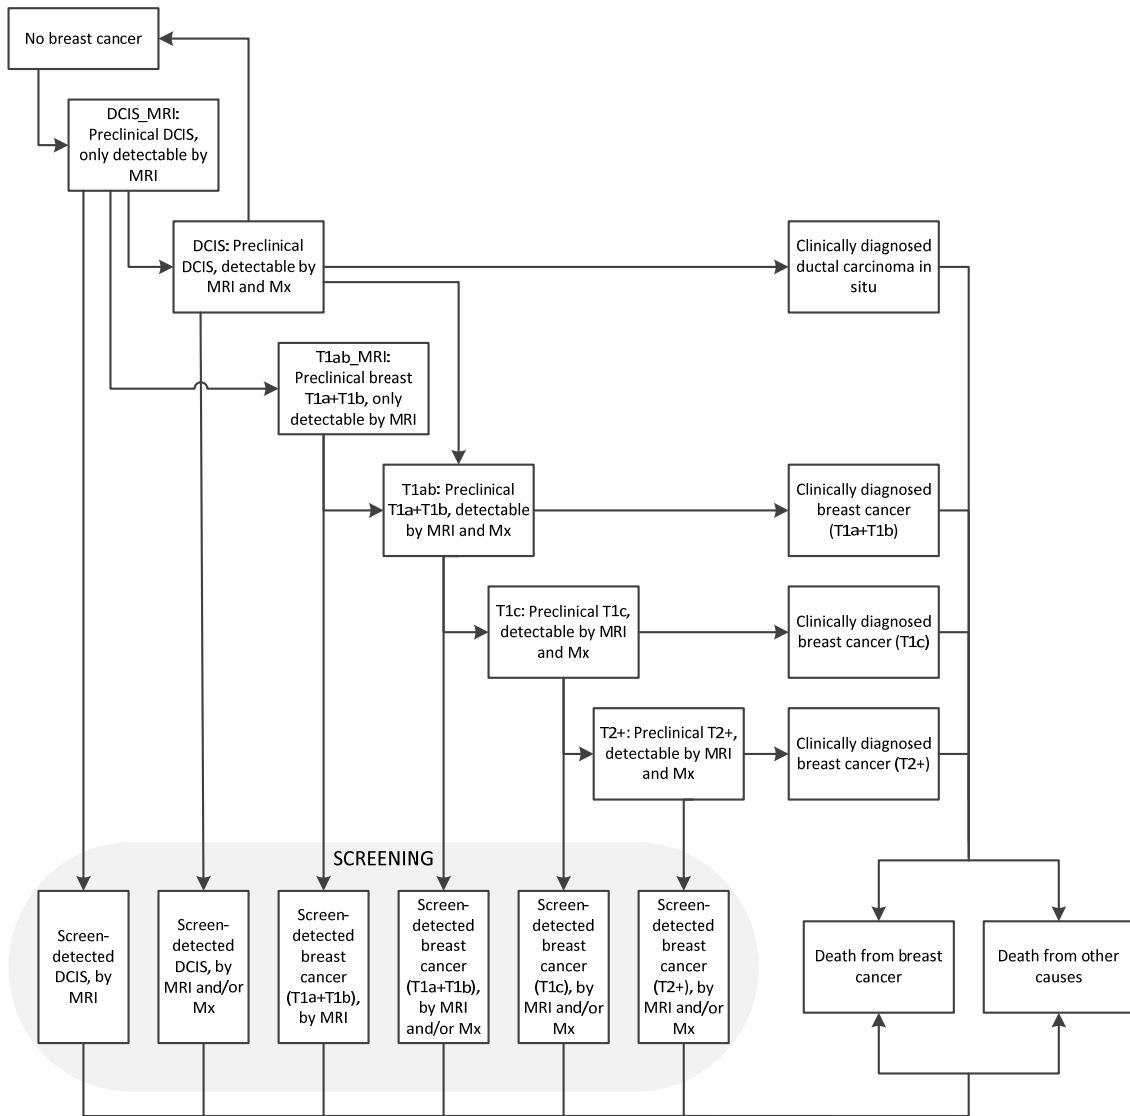 No breast cancer
DCIS_MRI:
Preclinical DCIS,
only detectable by
MRI
DCIS: Preclinical
DCIS, detectable by
MRI and Mx
Clinically diagnosed
ductal carcinoma in
situ
T1ab_MRI:
Preclinical breast
T1a+T1b, only
detectable by MRI
T1ab: Preclinical
T1a+T1b, detectable
by MRI and Mx
Clinically diagnosed
breast cancer
(T1a+T1b)
T1c: Preclinical T1c,
detectable by MRI
and Mx
Clinically diagnosed
breast cancer (T1c)
T2+: Preclinical T2+,
detectable by MRI
and Mx
Clinically diagnosed
breast cancer (T2+)
SCREENING
Screen-
detected
DCIS, by
MRI
Screen-
detected
DCIS, by
MRI and/or
Mx
Screen-
detected
breast
cancer
(T1a+T1b),
by MRI
Screen-
detected
breast
cancer
(T1a+T1b),
by MRI
and/or Mx
Screen-
detected
breast
cancer
(T1c), by
MRI and/or
Mx
Screen-
detected
breast
cancer
(T2+), by
MRI and/or
Mx
Death from breast
cancer
Death from other
causes